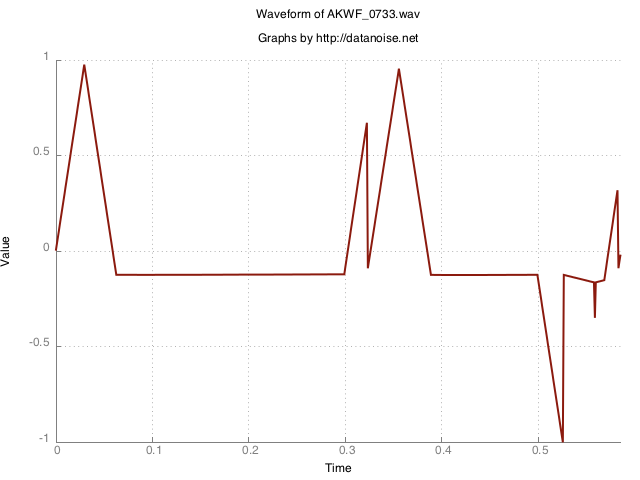 Waveform of AKWF_0733.wav
Graphs by http://datanoise.net
1
0.5
0
-0.5
-1
Value
0 0.1 0.2 0.3 0.4 0.5
Time